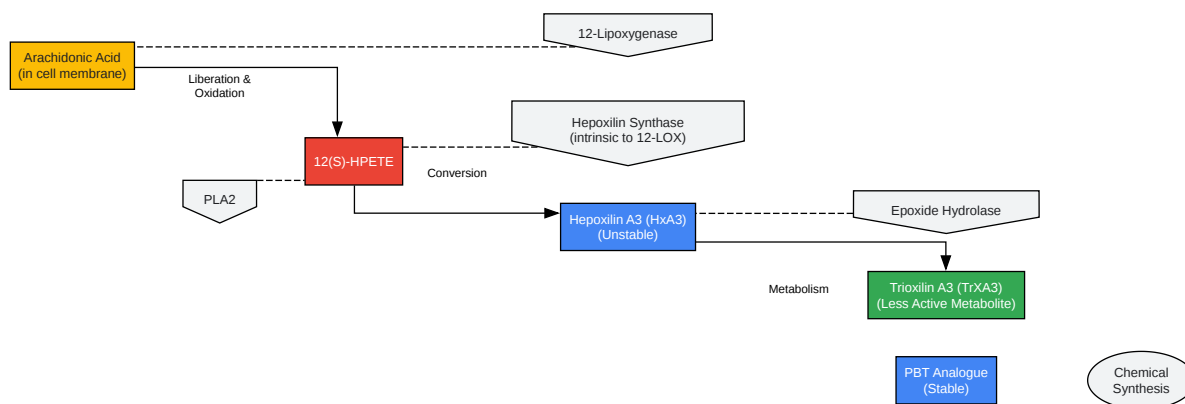 12-Lipoxygenase
Arachidonic Acid
(in cell membrane)
Liberation &
Oxidation
Hepoxilin Synthase
(intrinsic to 12-LOX)
12(S)-HPETE
Conversion
PLA2
Hepoxilin A3 (HxA3)
(Unstable)
Epoxide Hydrolase
Metabolism
Trioxilin A3 (TrXA3)
(Less Active Metabolite)
PBT Analogue
(Stable)
Chemical
Synthesis